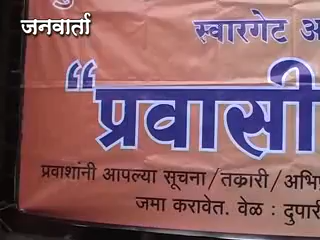 जनवार्ता
स्वारगेट
“प्रवासी
प्रवाशांनी आपल्या सूचना/तक्रारी/अभिप्
जमा करावेत. वेळ : दुपारी